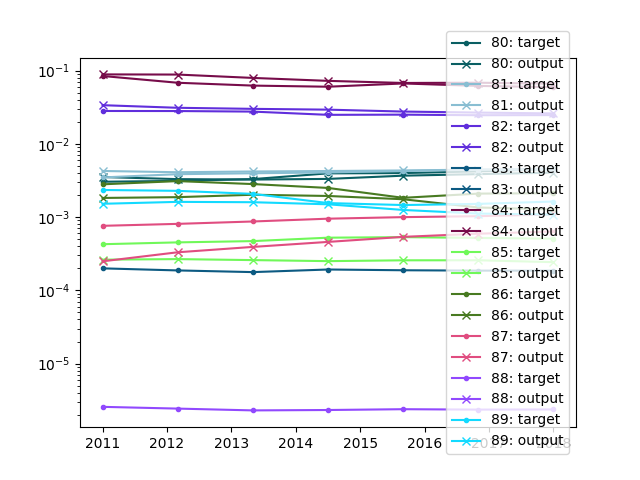 10⁻¹
10⁻²
10⁻³
10⁻⁴
10⁻⁵
2011 2012 2013 2014 2015 2016 2017 2018
80: target
80: output
81: target
81: output
82: target
82: output
83: target
83: output
84: target
84: output
85: target
85: output
86: target
86: output
87: target
87: output
88: target
88: output
89: target
89: output